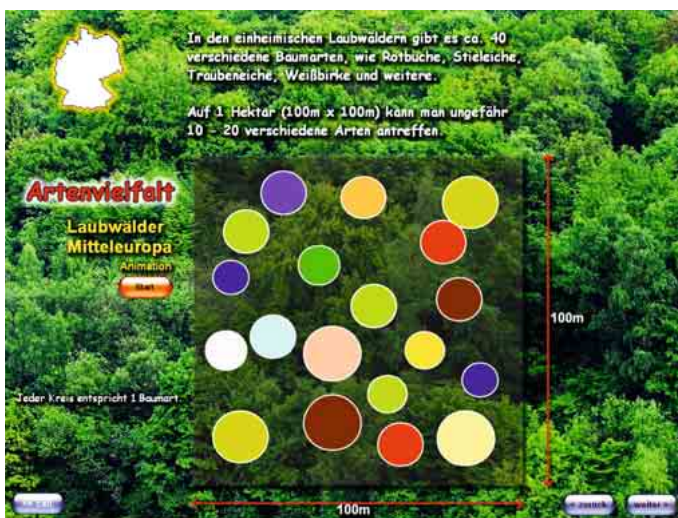 In den einheimischen Laubwäldern gibt es ca. 40
verschiedene Baumarten, wie Rotbuche, Stieleiche,
Traubeneiche, Weißbirke und weitere.
Auf 1 Hektar (100m x 100m) kann man ungefähr
10 - 20 verschiedene Arten antreffen.
Artenvielfalt
Laubwälder
Mitteleuropa
Animation
Start
100m
Jeder Kreis entspricht 1 Baumart.
100m
« zurück
weiter »